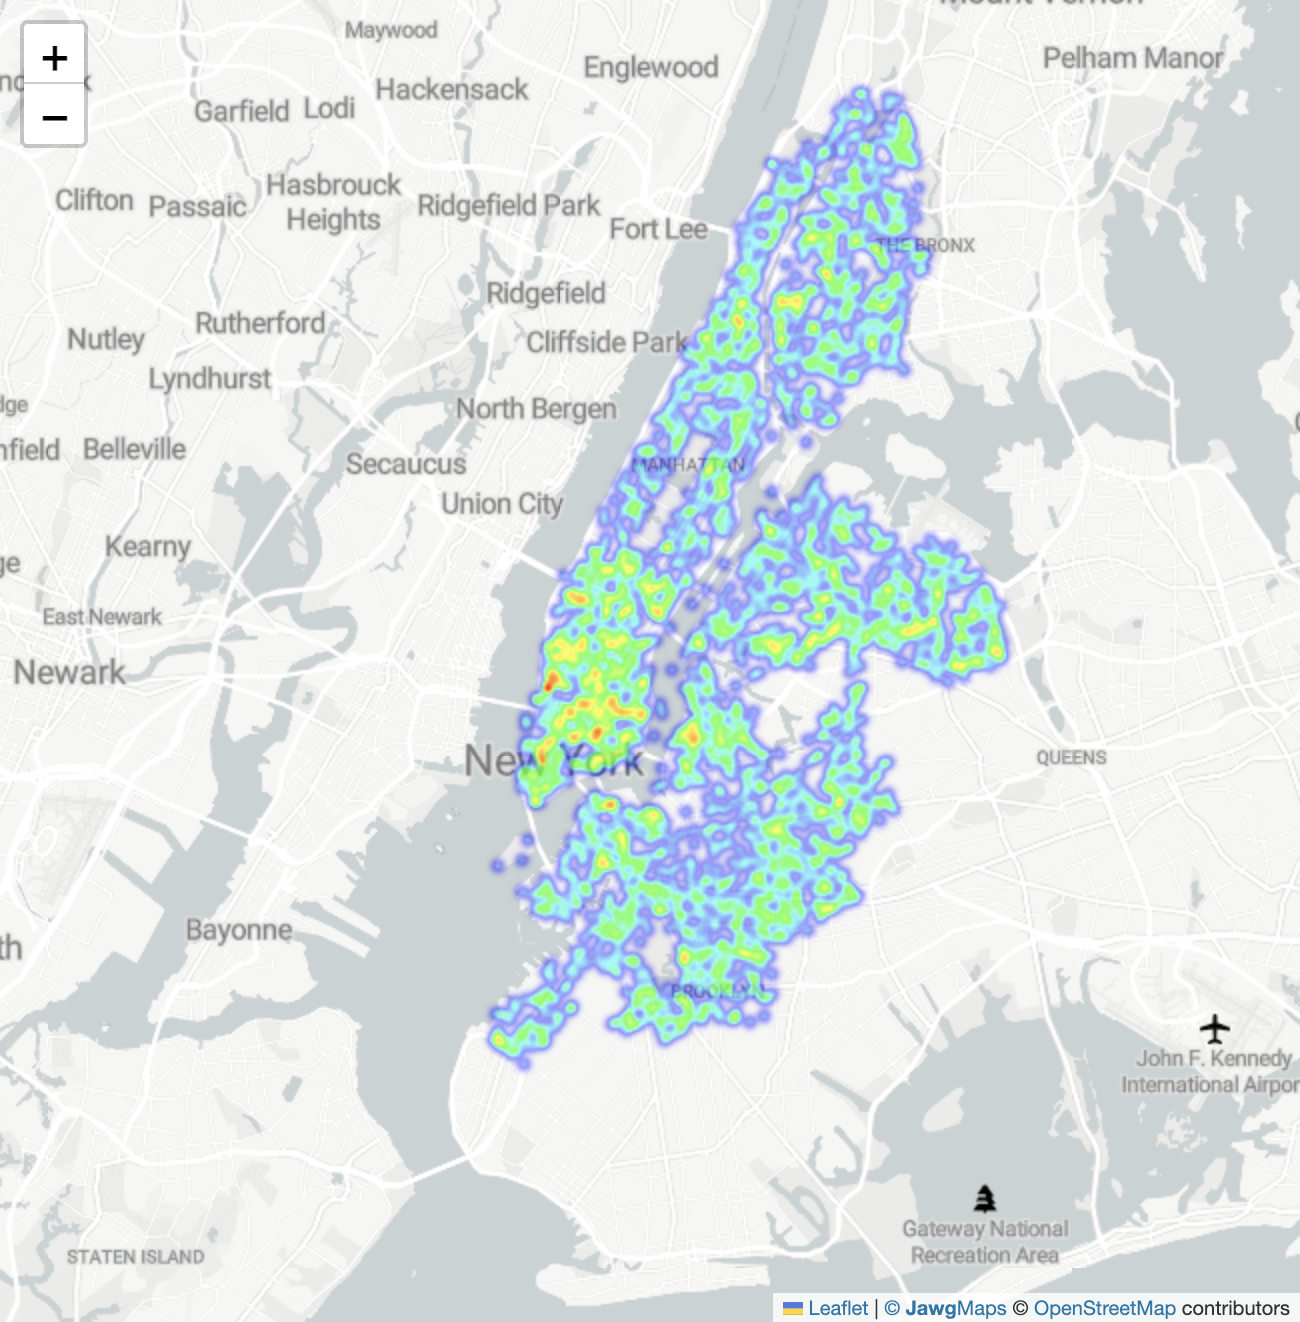 +
−
Maywood
Englewood
Pelham Manor
Hackensack
Garfield
Lodi
Clifton
Passaic
Hasbrouck
Heights
Ridgefield Park
Fort Lee
THE BRONX
Ridgefield
Rutherford
Nutley
Cliffside Park
Lyndhurst
North Bergen
Belleville
Secaucus
MANHATTAN
Union City
Kearny
East Newark
Newark
New York
QUEENS
Bayonne
BROOKLYN
John F. Kennedy
International Airpor
Gateway National
Recreation Area
STATEN ISLAND
Leaflet | © JawgMaps © OpenStreetMap contributors